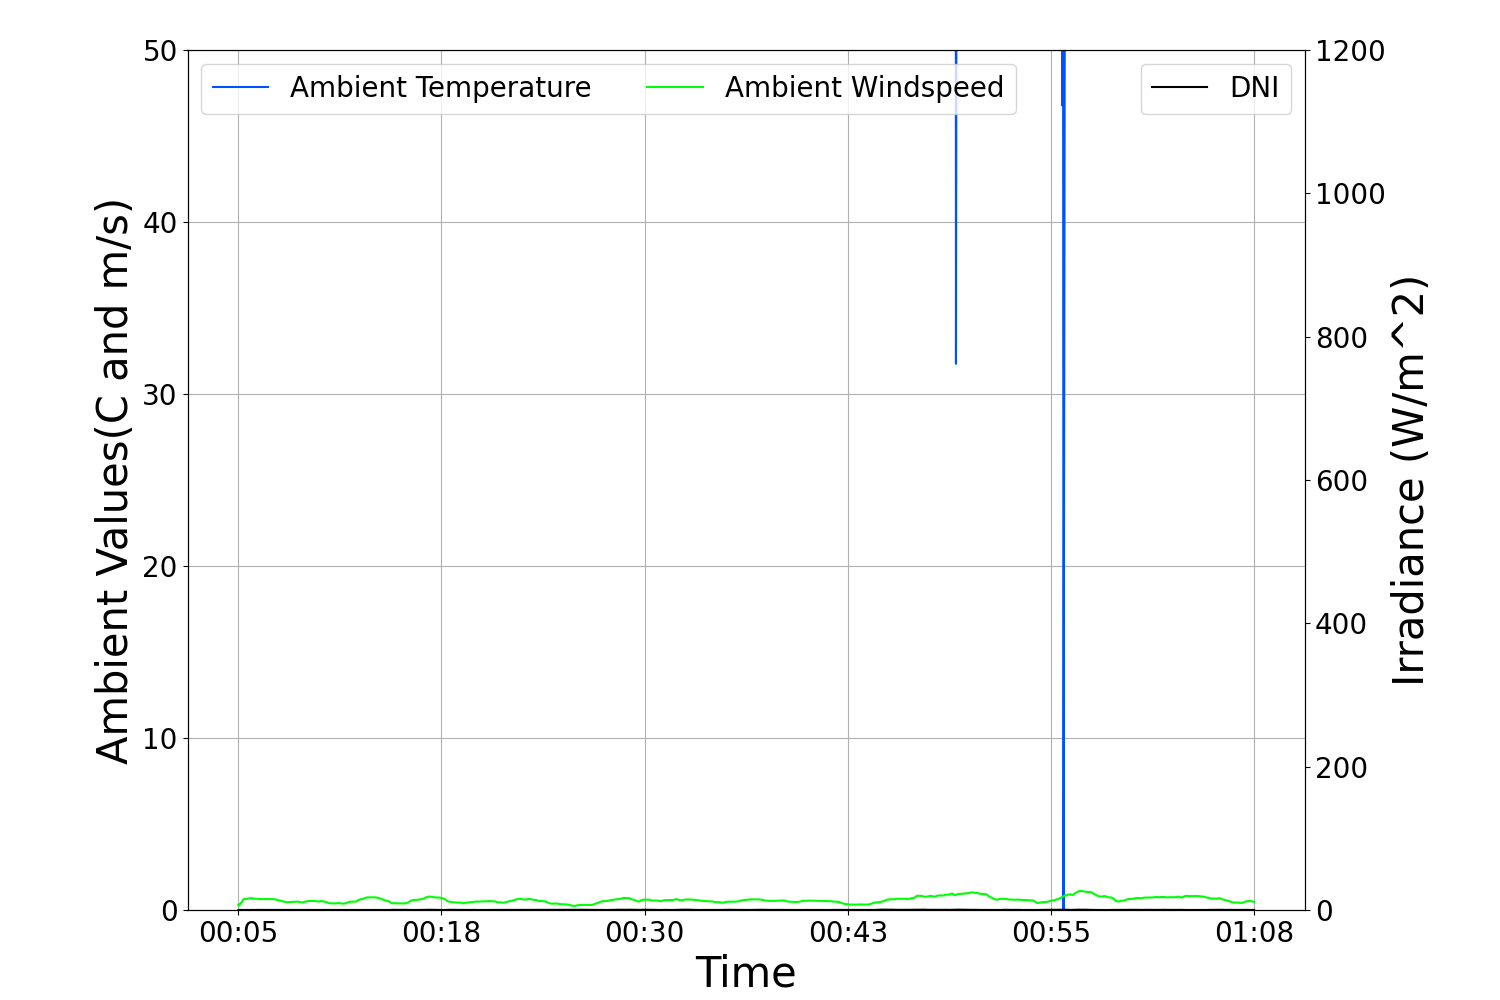 50
40
30
20
10
0
Ambient Values(C and m/s)
Ambient Temperature
Ambient Windspeed
DNI
1200
1000
800
600
400
200
0
Irradiance (W/m^2)
00:05 00:18 00:30 00:43 00:55 01:08
Time